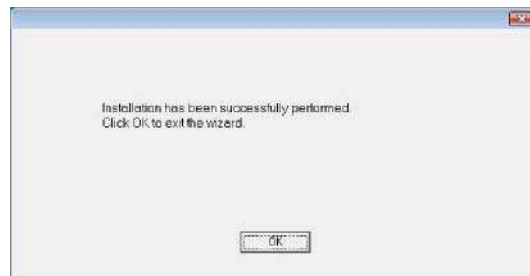 Installation has been successfully performed.
Click OK to exit the wizard.
OK